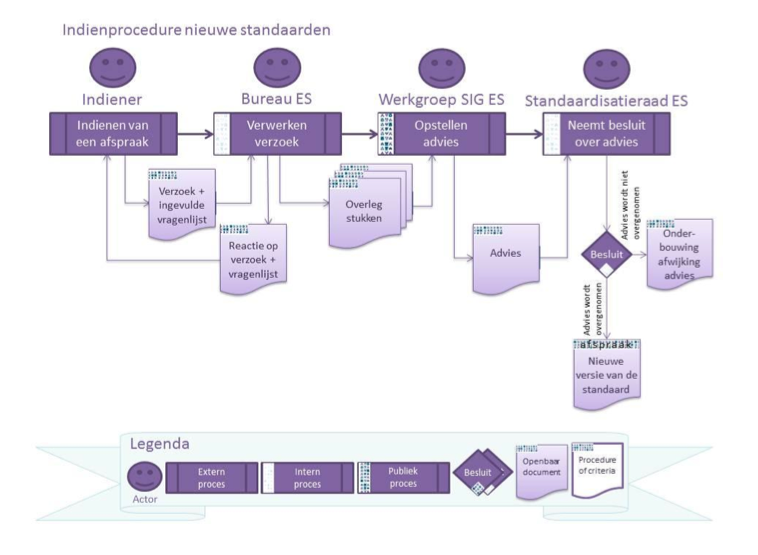 Indienprocedure nieuwe standaarden
Indiener
Bureau ES
Werkgroep SIG ES
Standaardisatieraad ES
Indienen van
een afspraak
Verwerken
verzoek
Opstellen
advies
Neemt besluit
over advies
Verzoek +
ingevulde
vragenlijst
Reactie op
verzoek +
vragenlijst
Overleg
stukken
Advies
Advies wordt niet
overgenomen
Besluit
Onder-
bouwing
afwijking
advies
Advies wordt
overgenomen
afspraak
Nieuwe
versie van de
standaard
Legenda
Actor
Extern
proces
Intern
proces
Publiek
proces
Besluit
Openbaar
document
Procedure
of criteria